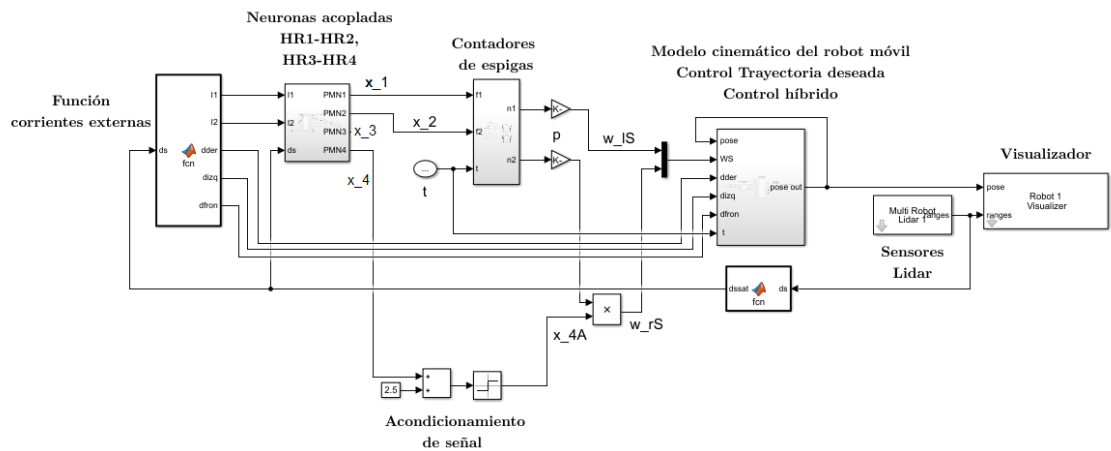 Neuronas acopladas
HR1-HR2,
HR3-HR4
Contadores
de espigas
Modelo cinemático del robot móvil
Control Trayectoria deseada
Control híbrido
Función
corrientes externas
Visualizador
ds
fcn
I1
I2
dder
dizq
dfron
I1
I2
ds
PMN1
PMN2
PMN3
PMN4
x_1
x_2
x_3
x_4
f1
f2
t
n1
n2
...
t
K-
p
K-
w_lS
pose
WS
dder
dizq
dfron
t
pose out
Multi Robot
Lidar 1
ranges
Sensores
Lidar
pose
ranges
Robot 1
Visualizer
dssat
ds
fcn
×
w_rS
x_4A
2.5
+
+
Acondicionamiento
de señal